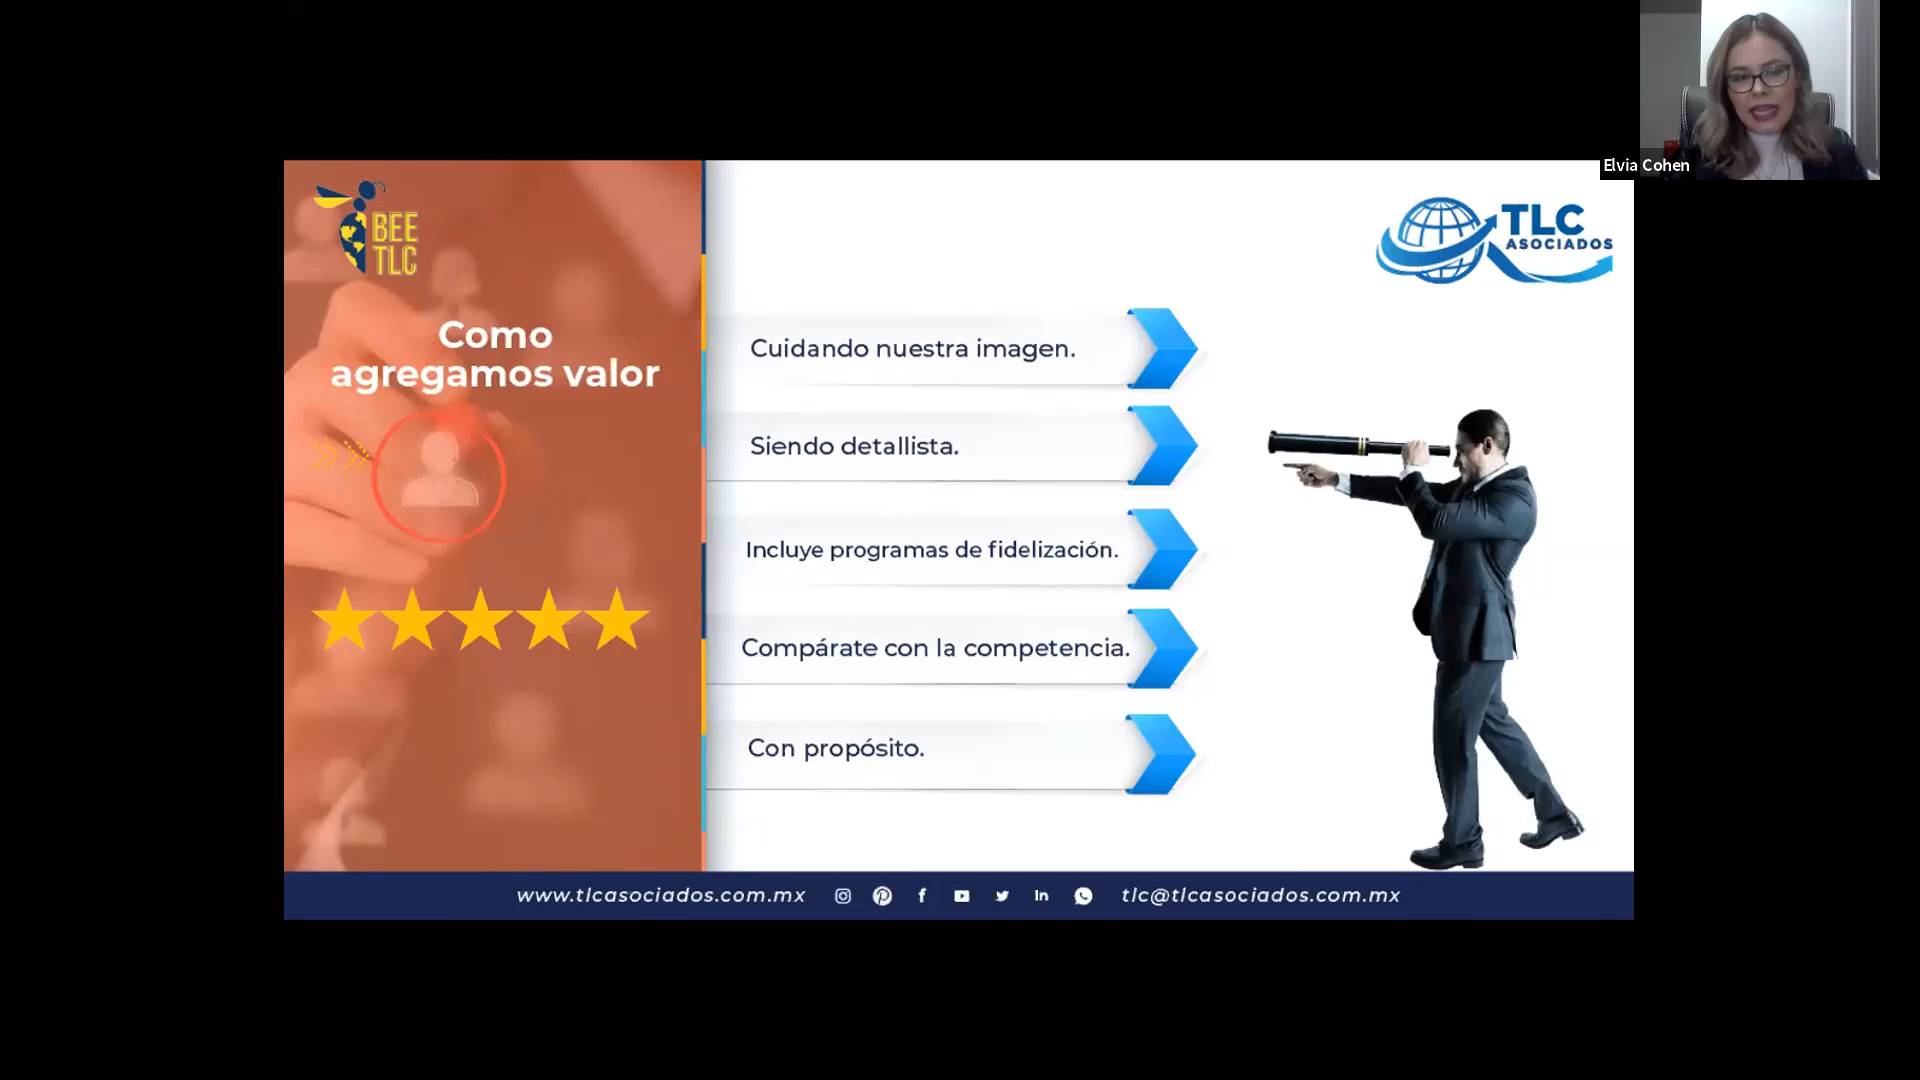 Elvia Cohen
BEE
TLC
TLC
ASOCIADOS
Como
agregamos valor
Cuidando nuestra imagen.
Siendo detallista.
Incluye programas de fidelización.
Compárate con la competencia.
Con propósito.
www.tlcasociados.com.mx
tlc@tlcasociados.com.mx